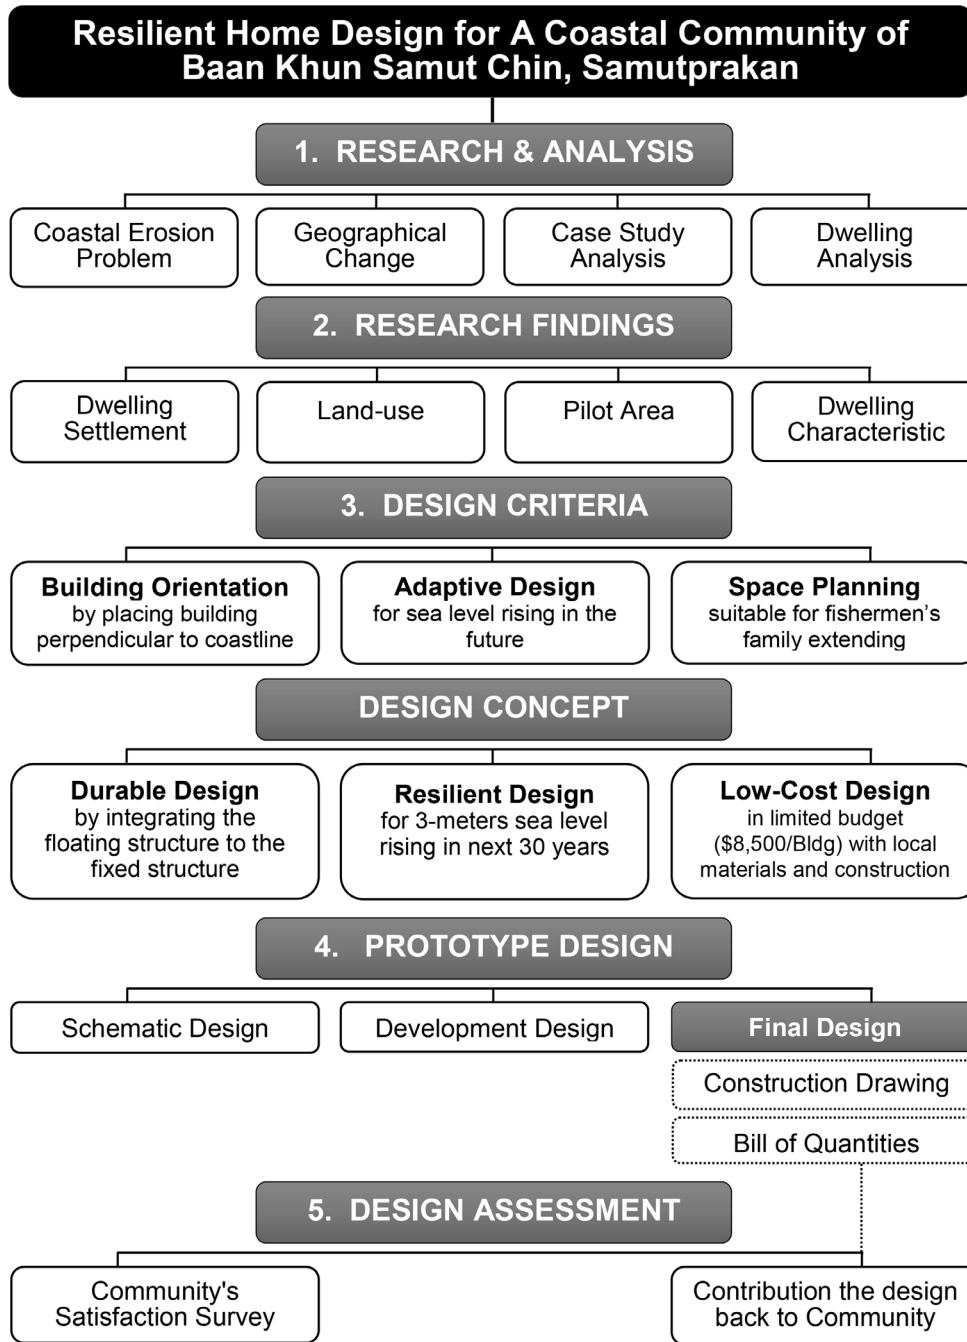 Resilient Home Design for A Coastal Community of
Baan Khun Samut Chin, Samutprakan
1. RESEARCH & ANALYSIS
Coastal Erosion
Problem
Geographical
Change
Case Study
Analysis
Dwelling
Analysis
2. RESEARCH FINDINGS
Dwelling
Settlement
Land-use
Pilot Area
Dwelling
Characteristic
3. DESIGN CRITERIA
Building Orientation
by placing building
perpendicular to coastline
Adaptive Design
for sea level rising in the
future
Space Planning
suitable for fishermen's
family extending
DESIGN CONCEPT
Durable Design
by integrating the
floating structure to the
fixed structure
Resilient Design
for 3-meters sea level
rising in next 30 years
Low-Cost Design
in limited budget
($8,500/Bldg) with local
materials and construction
4. PROTOTYPE DESIGN
Schematic Design
Development Design
Final Design
Construction Drawing
Bill of Quantities
5. DESIGN ASSESSMENT
Community's
Satisfaction Survey
Contribution the design
back to Community